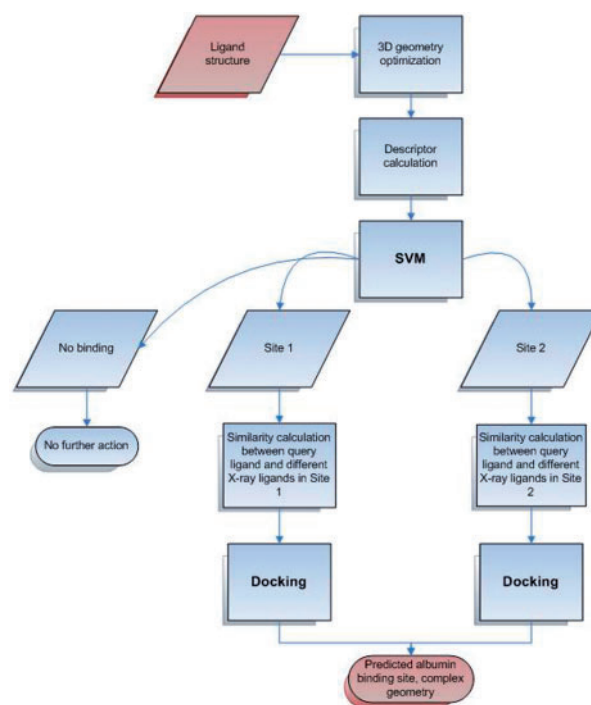 Ligand
structure
3D geometry
optimization
Descriptor
calculation
SVM
No binding
Site 1
Site 2
No further action
Similarity calculation
between query
ligand and different
X-ray ligands in Site
1
Similarity calculation
between query
ligand and different
X-ray ligands in Site
2
Docking
Docking
Predicted albumin
binding site, complex
geometry